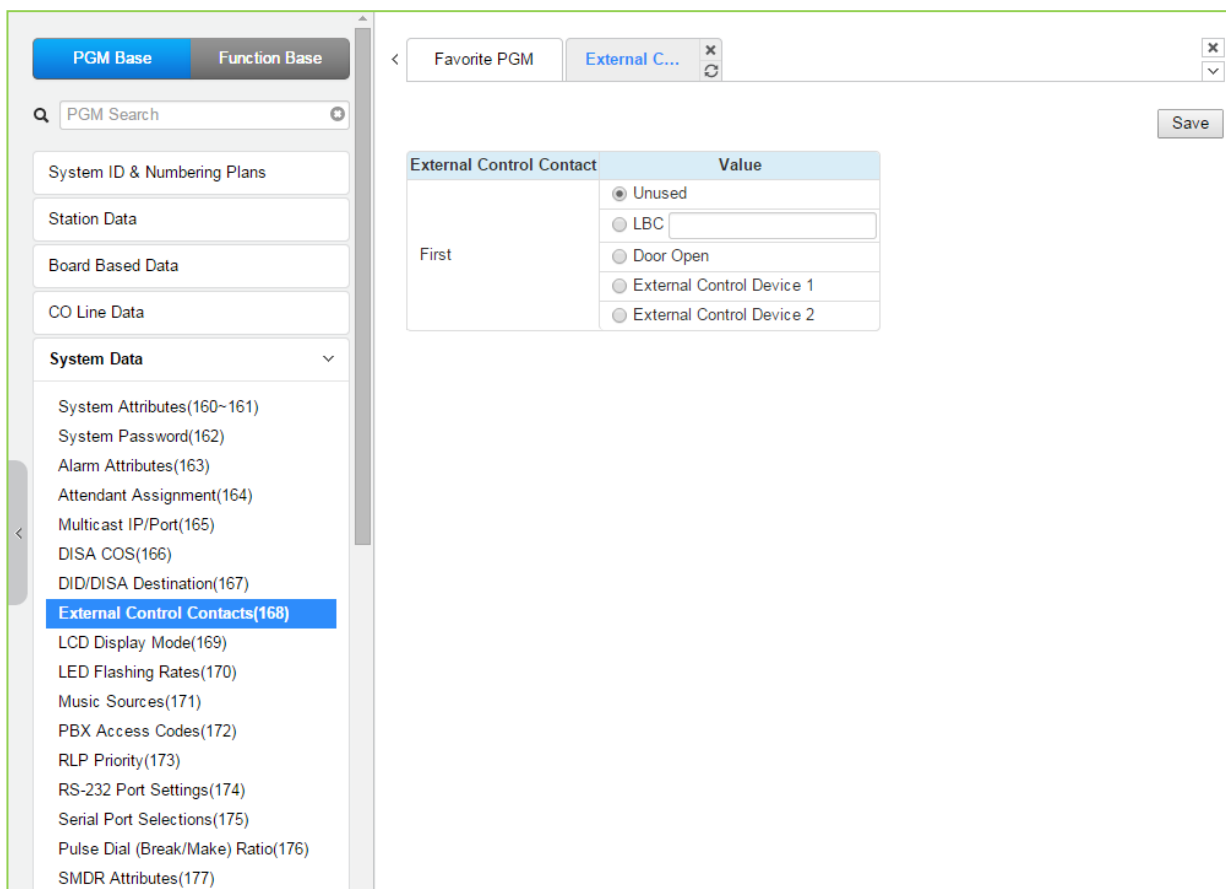 PGM Base
Function Base
PGM Search
System ID & Numbering Plans
Station Data
Board Based Data
CO Line Data
System Data
System Attributes(160~161)
System Password(162)
Alarm Attributes(163)
Attendant Assignment(164)
Multicast IP/Port(165)
DISA COS(166)
DID/DISA Destination(167)
External Control Contacts(168)
LCD Display Mode(169)
LED Flashing Rates(170)
Music Sources(171)
PBX Access Codes(172)
RLP Priority(173)
RS-232 Port Settings(174)
Serial Port Selections(175)
Pulse Dial (Break/Make) Ratio(176)
SMDR Attributes(177)
Favorite PGM
External C...
Save
External Control Contact
Value
First
Unused
LBC
Door Open
External Control Device 1
External Control Device 2